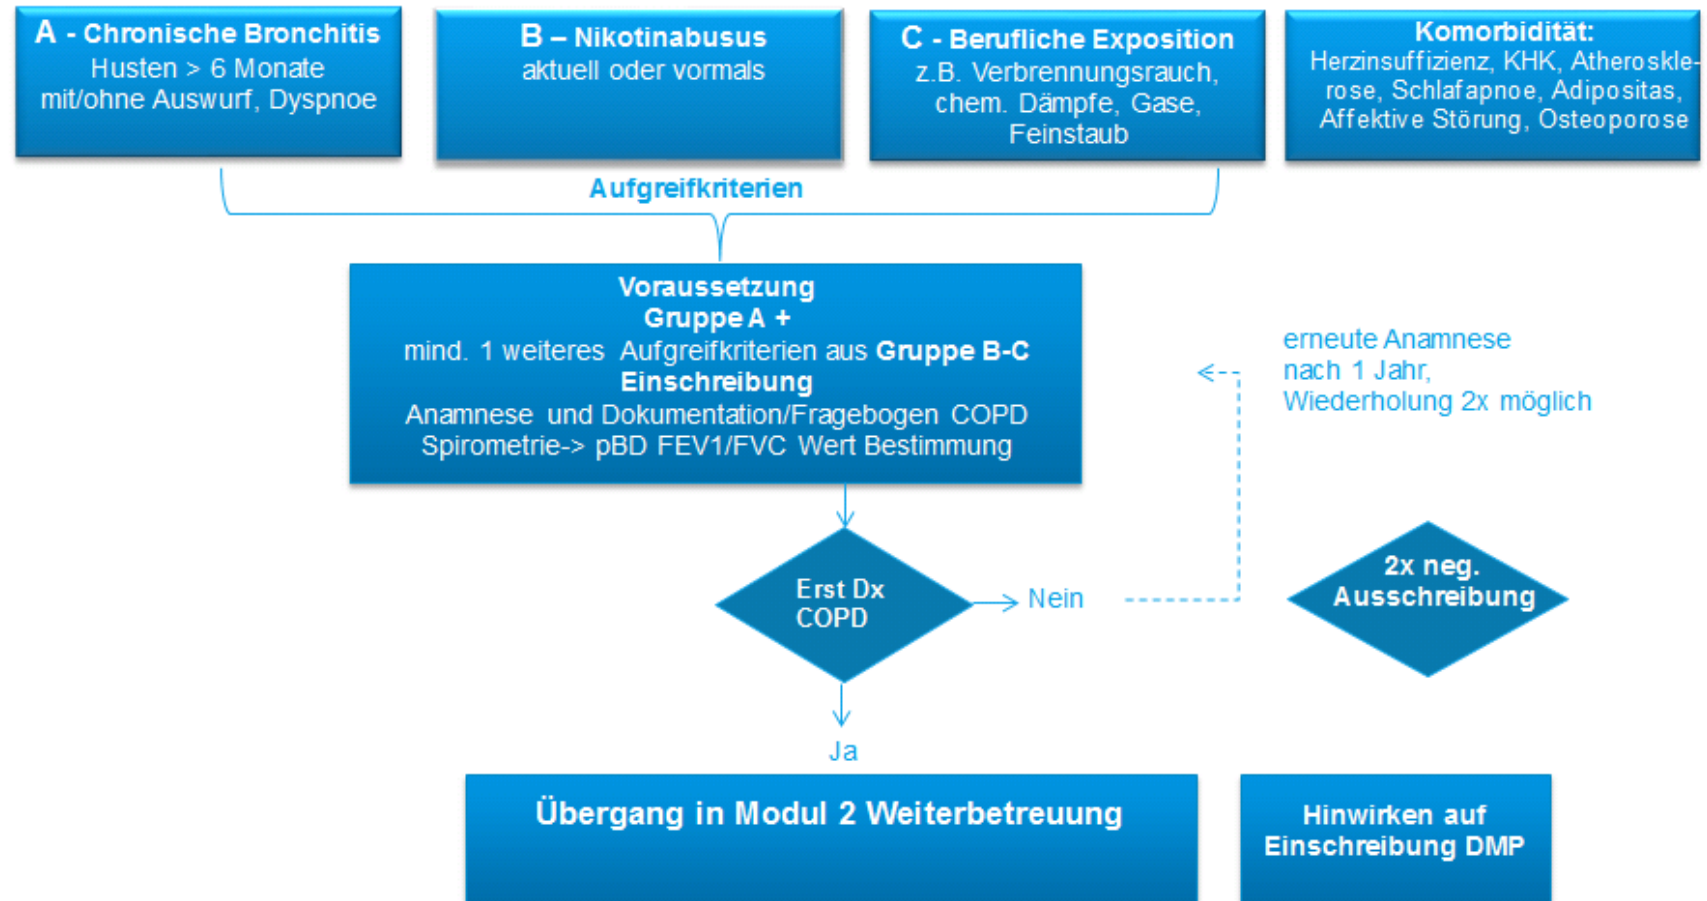 A - Chronische Bronchitis
Husten > 6 Monate
mit/ohne Auswurf, Dyspnoe
B – Nikotinabusus
aktuell oder vormals
C - Berufliche Exposition
z.B. Verbrennungsrauch,
chem. Dämpfe, Gase,
Feinstaub
Komorbidität:
Herzinsuffizienz, KHK, Atheroskle-
rose, Schlafapnoe, Adipositas,
Affektive Störung, Osteoporose
Aufgreifkriterien
Voraussetzung
Gruppe A +
mind. 1 weiteres Aufgreifkriterien aus Gruppe B-C
Einschreibung
Anamnese und Dokumentation/Fragebogen COPD
Spirometrie-> pBD FEV1/FVC Wert Bestimmung
erneute Anamnese
nach 1 Jahr,
Wiederholung 2x möglich
Erst Dx
COPD
Nein
2x neg.
Ausschreibung
Ja
Übergang in Modul 2 Weiterbetreuung
Hinwirken auf
Einschreibung DMP